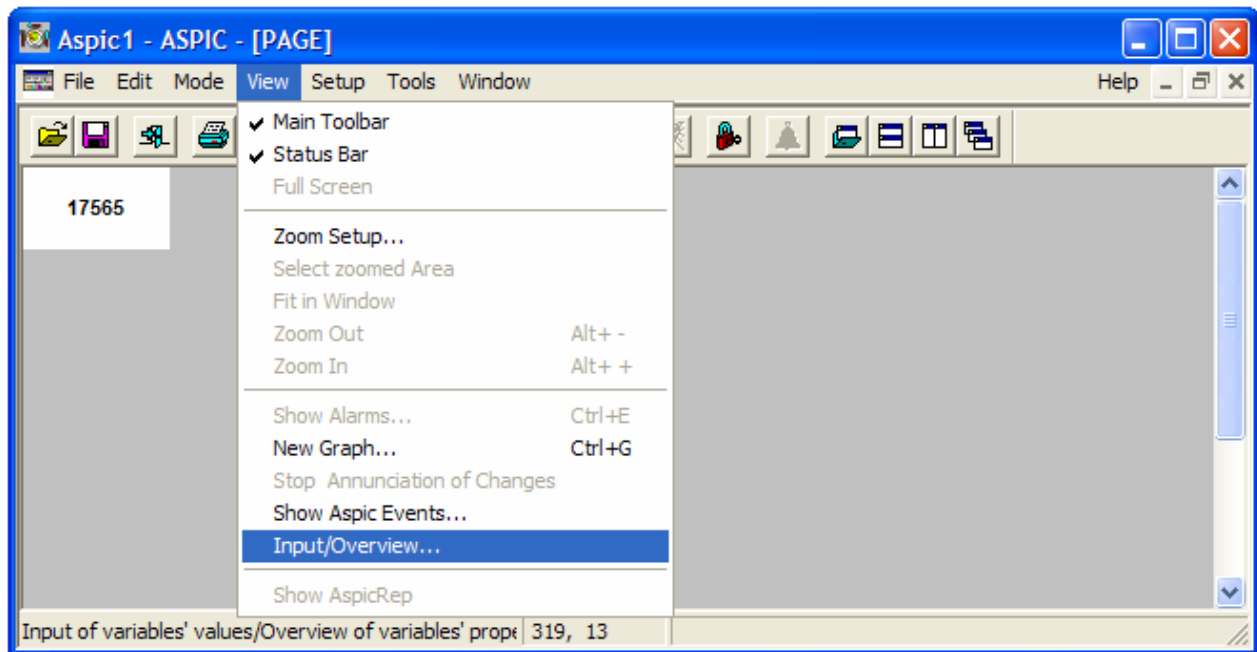 Aspic1 - ASPIC - [PAGE]
File Edit Mode View Setup Tools Window Help
Main Toolbar
Status Bar
Full Screen
17565
Zoom Setup...
Select zoomed Area
Fit in Window
Zoom Out Alt+ -
Zoom In Alt+ +
Show Alarms... Ctrl+E
New Graph... Ctrl+G
Stop Annunciation of Changes
Show Aspic Events...
Input/Overview...
Show AspicRep
Input of variables' values/Overview of variables' prope 319, 13